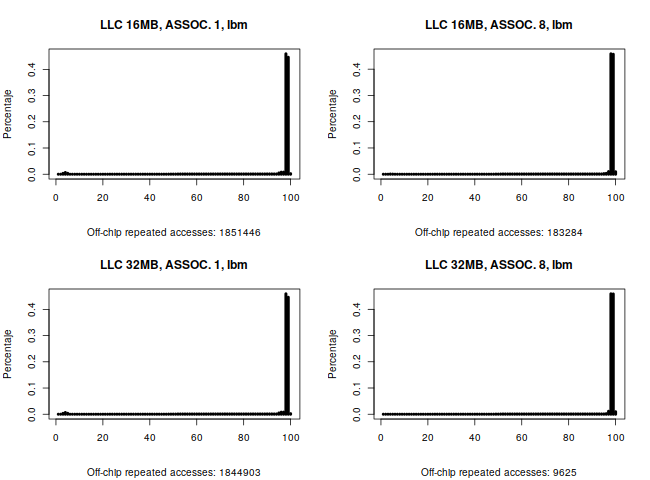 LLC 16MB, ASSOC. 1, lbm
Percentaje
0.0 0.1 0.2 0.3 0.4
0 20 40 60 80 100
Off-chip repeated accesses: 1851446
LLC 16MB, ASSOC. 8, lbm
Percentaje
0.0 0.1 0.2 0.3 0.4
0 20 40 60 80 100
Off-chip repeated accesses: 183284
LLC 32MB, ASSOC. 1, lbm
Percentaje
0.0 0.1 0.2 0.3 0.4
0 20 40 60 80 100
Off-chip repeated accesses: 1844903
LLC 32MB, ASSOC. 8, lbm
Percentaje
0.0 0.1 0.2 0.3 0.4
0 20 40 60 80 100
Off-chip repeated accesses: 9625